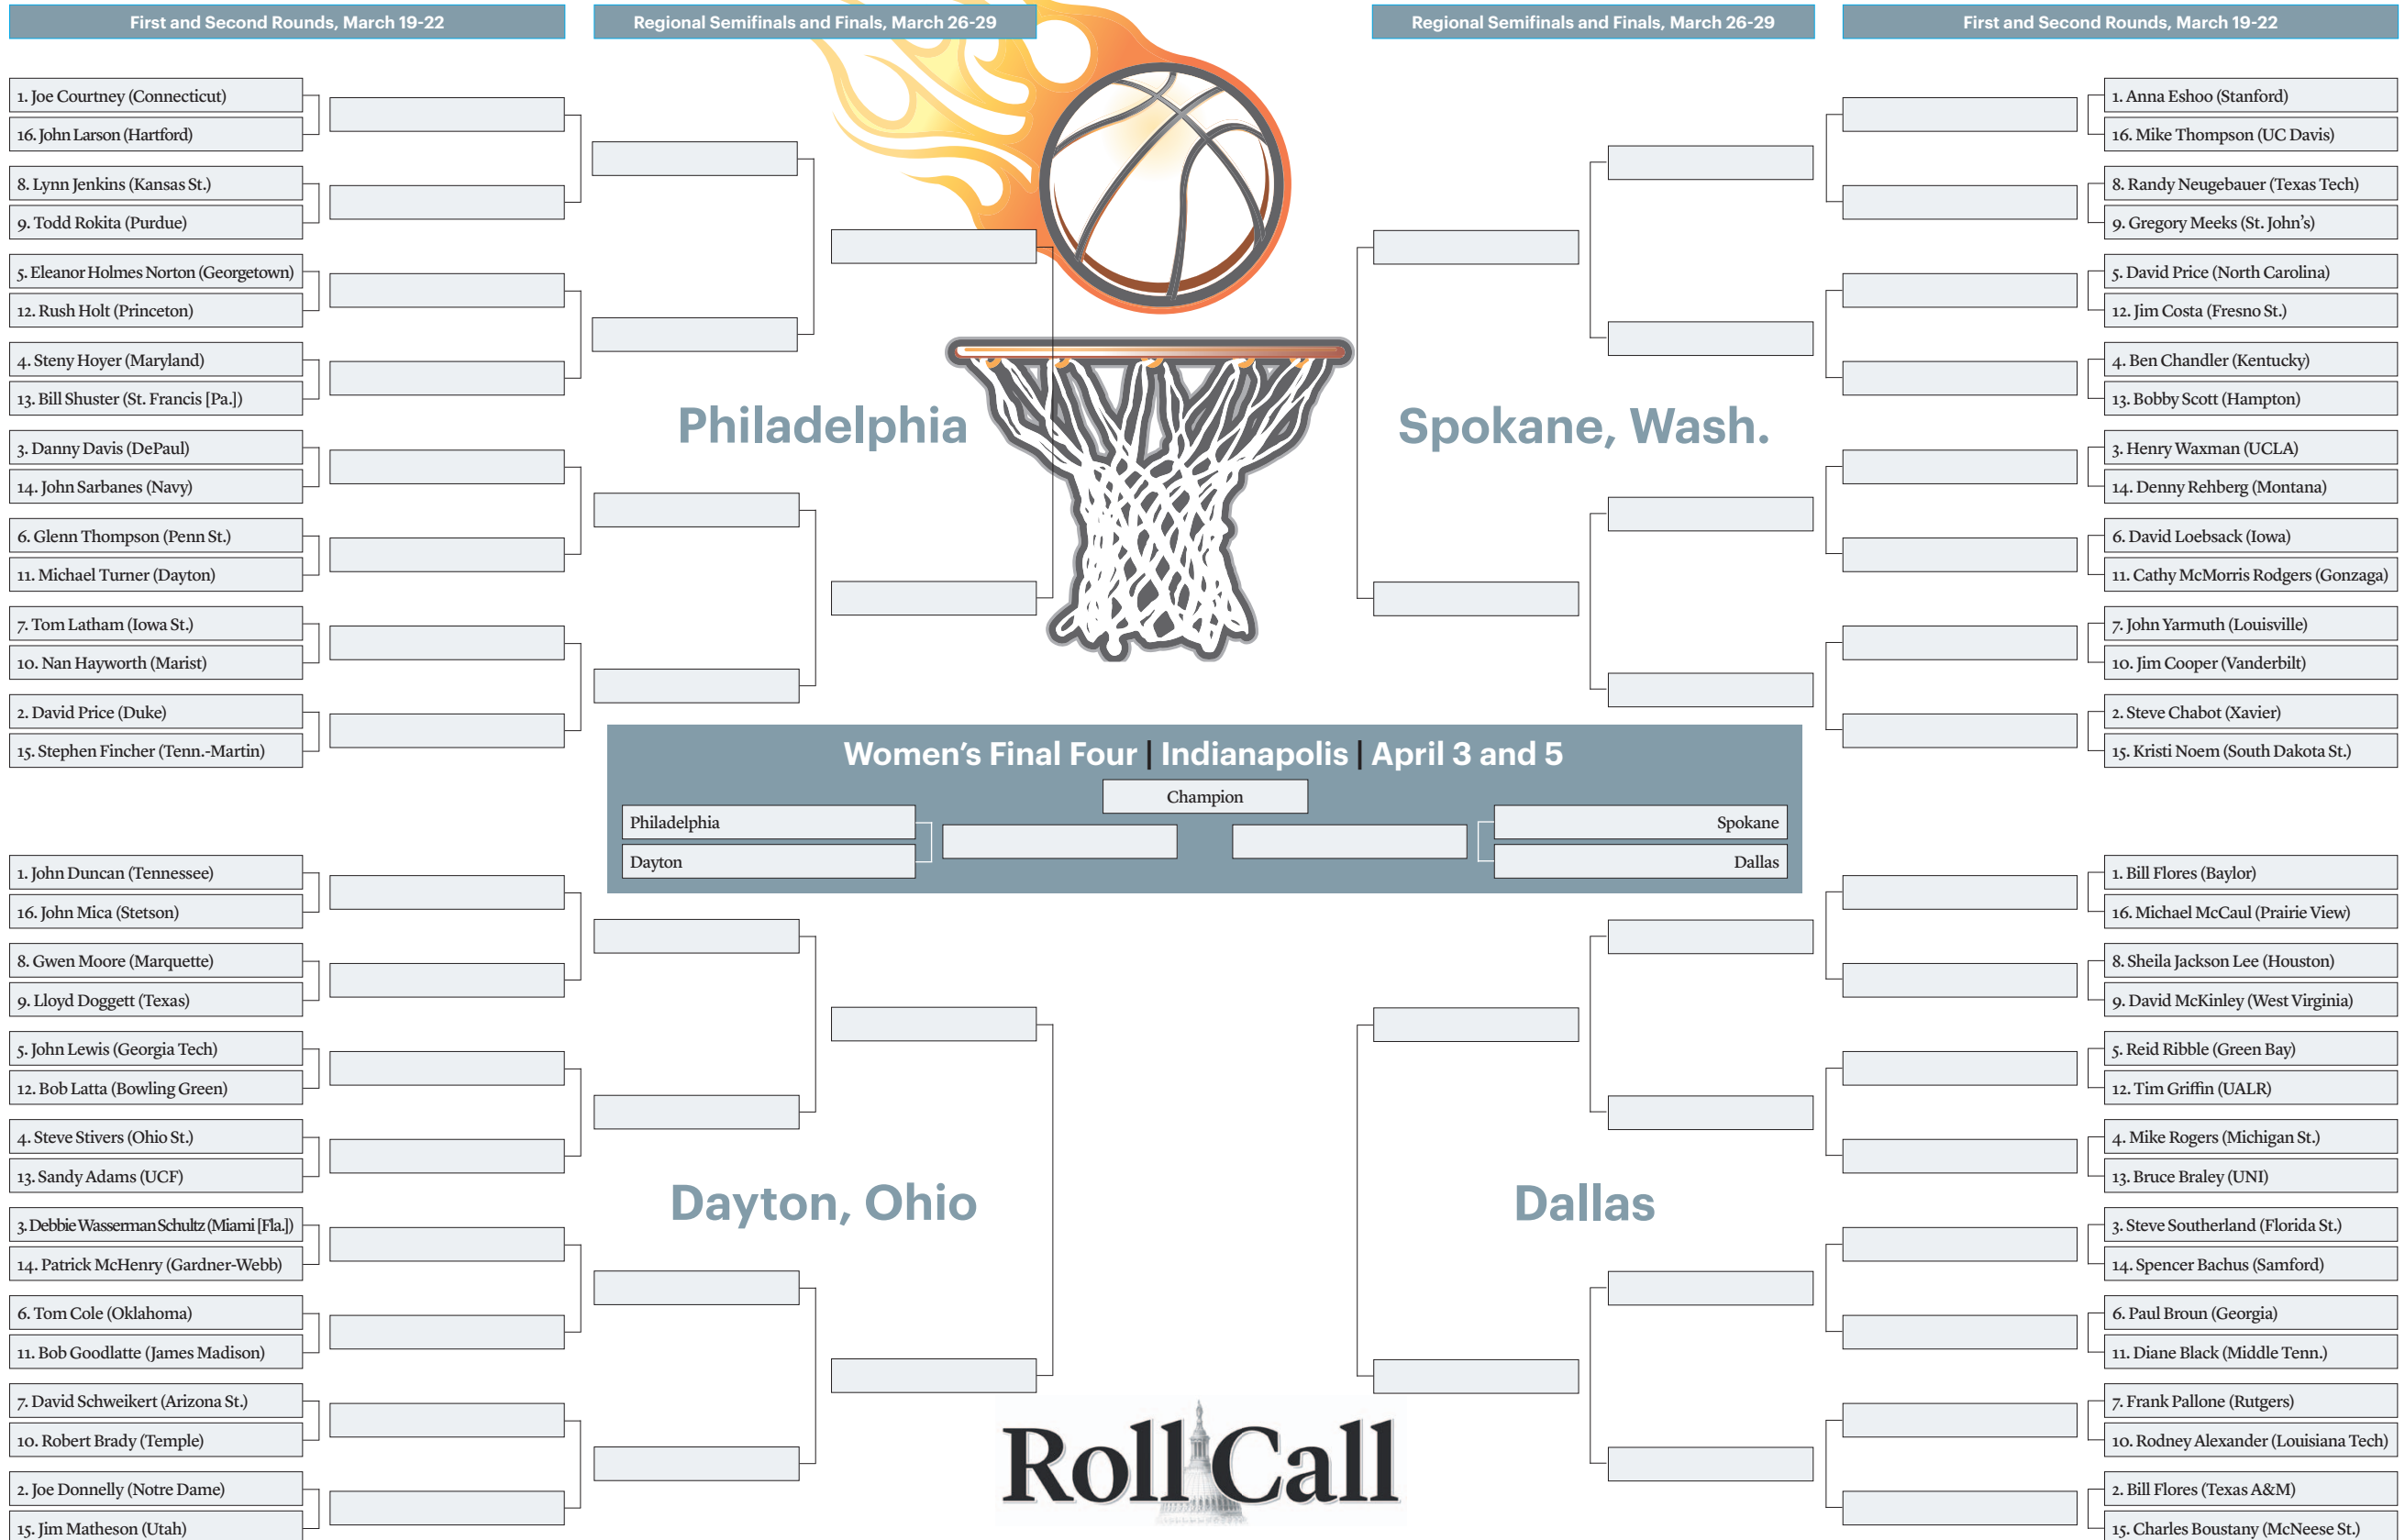 First and Second Rounds, March 19-22
Regional Semifinals and Finals, March 26-29
Regional Semifinals and Finals, March 26-29
First and Second Rounds, March 19-22
1. Joe Courtney (Connecticut)
16. John Larson (Hartford)
8. Lynn Jenkins (Kansas St.)
9. Todd Rokita (Purdue)
5. Eleanor Holmes Norton (Georgetown)
12. Rush Holt (Princeton)
4. Steny Hoyer (Maryland)
13. Bill Shuster (St. Francis [Pa.])
3. Danny Davis (DePaul)
14. John Sarbanes (Navy)
6. Glenn Thompson (Penn St.)
11. Michael Turner (Dayton)
7. Tom Latham (Iowa St.)
10. Nan Hayworth (Marist)
2. David Price (Duke)
15. Stephen Fincher (Tenn.-Martin)
Philadelphia
Spokane, Wash.
1. Anna Eshoo (Stanford)
16. Mike Thompson (UC Davis)
8. Randy Neugebauer (Texas Tech)
9. Gregory Meeks (St. John's)
5. David Price (North Carolina)
12. Jim Costa (Fresno St.)
4. Ben Chandler (Kentucky)
13. Bobby Scott (Hampton)
3. Henry Waxman (UCLA)
14. Denny Rehberg (Montana)
6. David Loebsack (Iowa)
11. Cathy McMorris Rodgers (Gonzaga)
7. John Yarmuth (Louisville)
10. Jim Cooper (Vanderbilt)
2. Steve Chabot (Xavier)
15. Kristi Noem (South Dakota St.)
Women's Final Four | Indianapolis | April 3 and 5
Champion
Philadelphia
Dayton
Spokane
Dallas
1. John Duncan (Tennessee)
16. John Mica (Stetson)
8. Gwen Moore (Marquette)
9. Lloyd Doggett (Texas)
5. John Lewis (Georgia Tech)
12. Bob Latta (Bowling Green)
4. Steve Stivers (Ohio St.)
13. Sandy Adams (UCF)
3. Debbie Wasserman Schultz (Miami [Fla.])
14. Patrick McHenry (Gardner-Webb)
6. Tom Cole (Oklahoma)
11. Bob Goodlatte (James Madison)
7. David Schweikert (Arizona St.)
10. Robert Brady (Temple)
2. Joe Donnelly (Notre Dame)
15. Jim Matheson (Utah)
Dayton, Ohio
Dallas
1. Bill Flores (Baylor)
16. Michael McCaul (Prairie View)
8. Sheila Jackson Lee (Houston)
9. David McKinley (West Virginia)
5. Reid Ribble (Green Bay)
12. Tim Griffin (UALR)
4. Mike Rogers (Michigan St.)
13. Bruce Braley (UNI)
3. Steve Southerland (Florida St.)
14. Spencer Bachus (Samford)
6. Paul Broun (Georgia)
11. Diane Black (Middle Tenn.)
7. Frank Pallone (Rutgers)
10. Rodney Alexander (Louisiana Tech)
2. Bill Flores (Texas A&M)
15. Charles Boustany (McNeese St.)
Roll Call